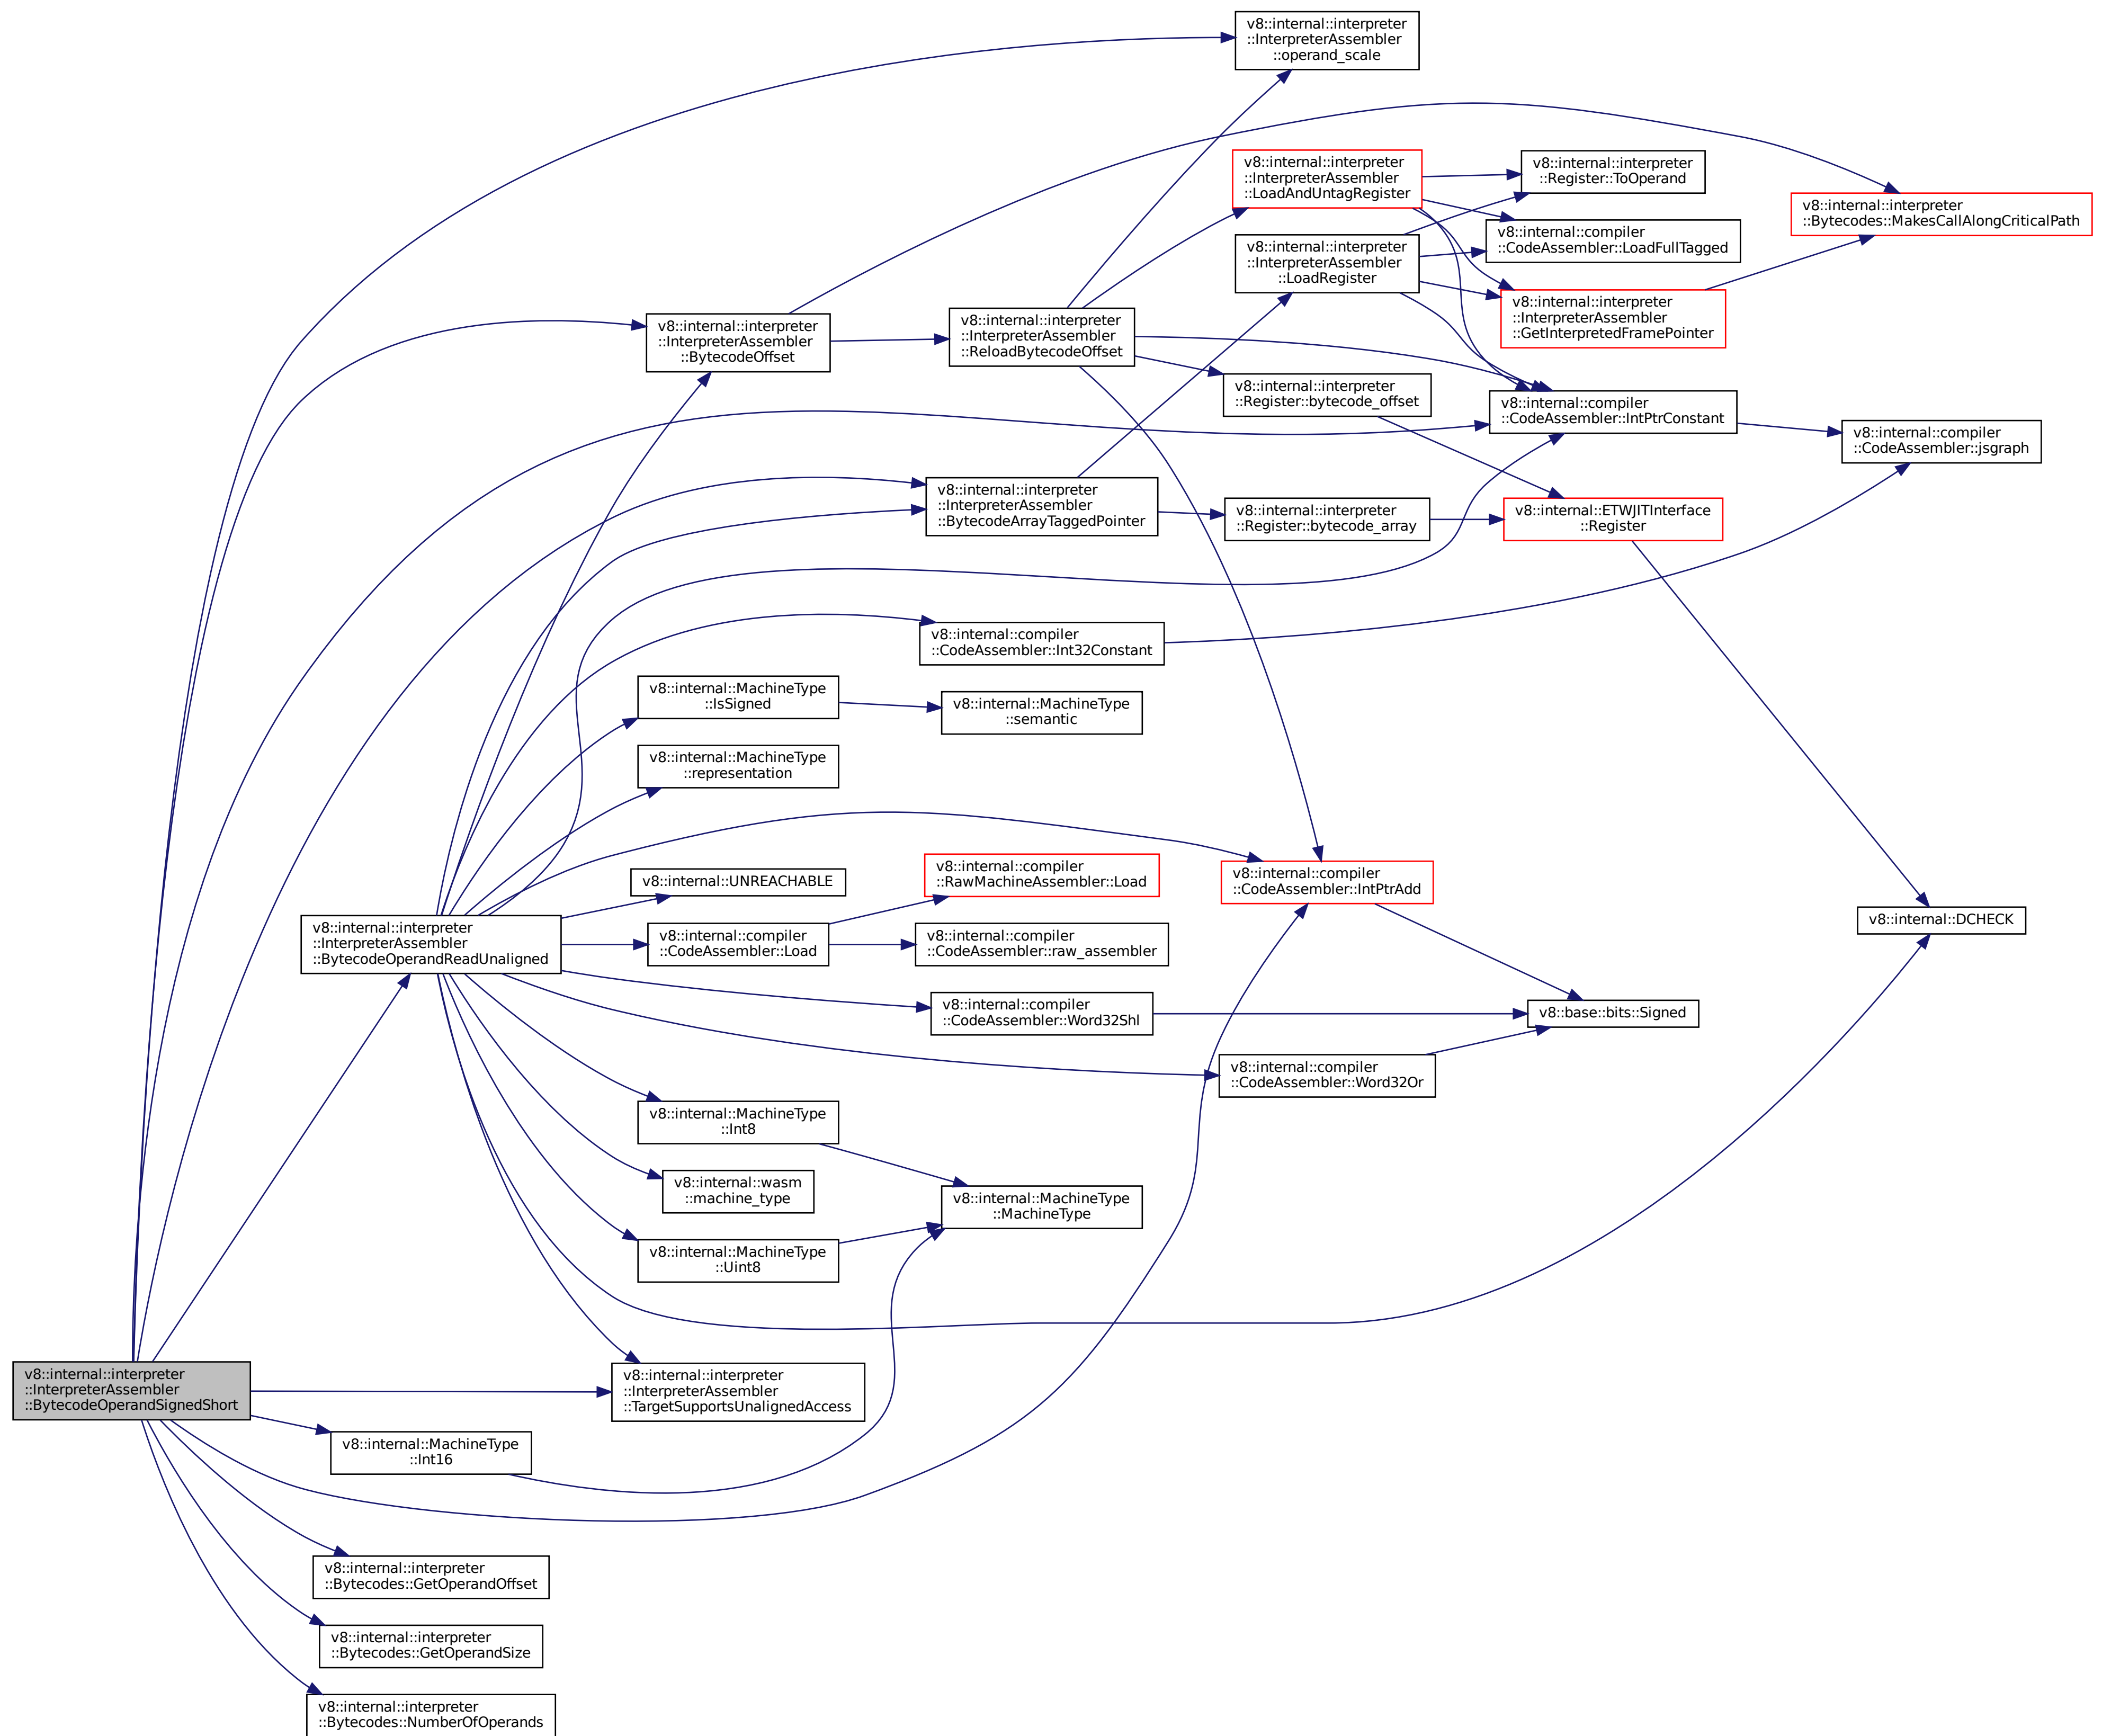 v8::internal::interpreter
::InterpreterAssembler
::operand_scale
v8::internal::interpreter
::InterpreterAssembler
::LoadAndUntagRegister
v8::internal::interpreter
::Register::ToOperand
v8::internal::interpreter
::Bytecodes::MakesCallAlongCriticalPath
v8::internal::compiler
::CodeAssembler::LoadFullTagged
v8::internal::interpreter
::InterpreterAssembler
::LoadRegister
v8::internal::interpreter
::InterpreterAssembler
::GetInterpretedFramePointer
v8::internal::interpreter
::InterpreterAssembler
::BytecodeOffset
v8::internal::interpreter
::InterpreterAssembler
::ReloadBytecodeOffset
v8::internal::interpreter
::Register::bytecode_offset
v8::internal::compiler
::CodeAssembler::IntPtrConstant
v8::internal::compiler
::CodeAssembler::jsgraph
v8::internal::interpreter
::InterpreterAssembler
::BytecodeArrayTaggedPointer
v8::internal::interpreter
::Register::bytecode_array
v8::internal::ETWJITInterface
::Register
v8::internal::compiler
::CodeAssembler::Int32Constant
v8::internal::MachineType
::IsSigned
v8::internal::MachineType
::semantic
v8::internal::MachineType
::representation
v8::internal::UNREACHABLE
v8::internal::compiler
::RawMachineAssembler::Load
v8::internal::compiler
::CodeAssembler::IntPtrAdd
v8::internal::DCHECK
v8::internal::interpreter
::InterpreterAssembler
::BytecodeOperandReadUnaligned
v8::internal::compiler
::CodeAssembler::Load
v8::internal::compiler
::CodeAssembler::raw_assembler
v8::internal::compiler
::CodeAssembler::Word32Shl
v8::base::bits::Signed
v8::internal::compiler
::CodeAssembler::Word32Or
v8::internal::MachineType
::Int8
v8::internal::wasm
::machine_type
v8::internal::MachineType
::MachineType
v8::internal::MachineType
::Uint8
v8::internal::interpreter
::InterpreterAssembler
::BytecodeOperandSignedShort
v8::internal::interpreter
::InterpreterAssembler
::TargetSupportsUnalignedAccess
v8::internal::MachineType
::Int16
v8::internal::interpreter
::Bytecodes::GetOperandOffset
v8::internal::interpreter
::Bytecodes::GetOperandSize
v8::internal::interpreter
::Bytecodes::NumberOfOperands